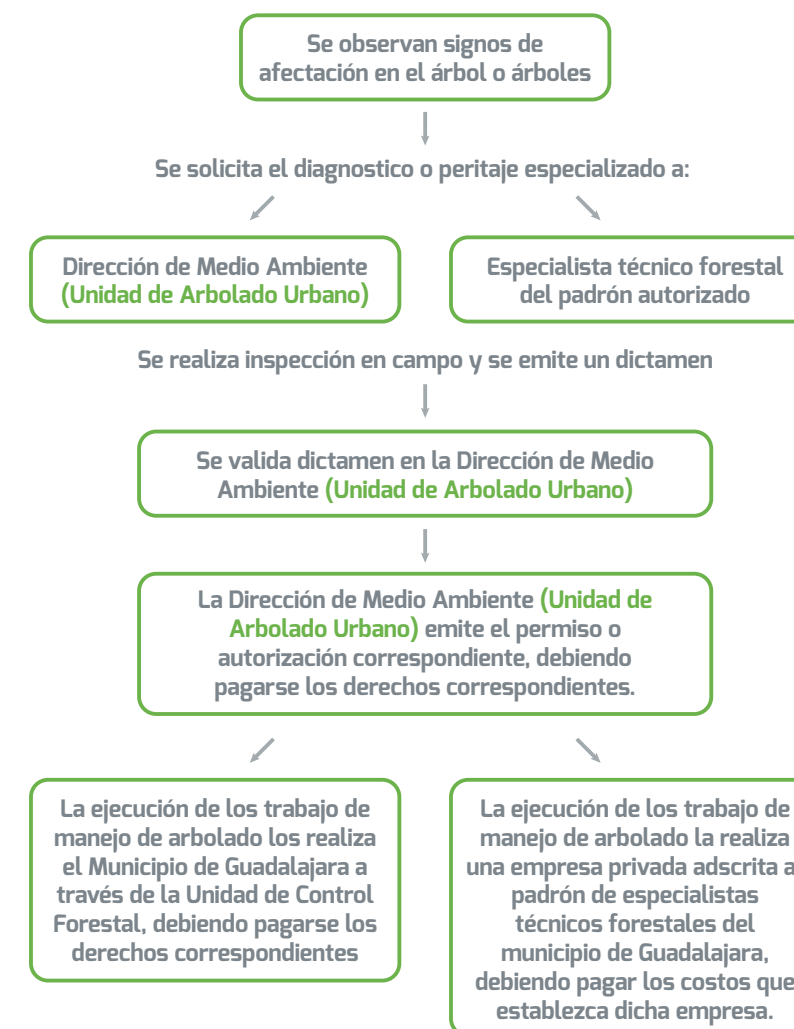 Se observan signos de
afectación en el árbol o árboles
Se solicita el diagnostico o peritaje especializado a:
Dirección de Medio Ambiente
(Unidad de Arbolado Urbano)
Especialista técnico forestal
del padrón autorizado
Se realiza inspección en campo y se emite un dictamen
Se valida dictamen en la Dirección de Medio
Ambiente (Unidad de Arbolado Urbano)
La Dirección de Medio Ambiente (Unidad de
Arbolado Urbano) emite el permiso o
autorización correspondiente, debiendo
pagarse los derechos correspondientes.
La ejecución de los trabajo de
manejo de arbolado los realiza
el Municipio de Guadalajara a
través de la Unidad de Control
Forestal, debiendo pagarse los
derechos correspondientes
La ejecución de los trabajo de
manejo de arbolado la realiza
una empresa privada adscrita a
padrón de especialistas
técnicos forestales del
municipio de Guadalajara,
debiendo pagar los costos que
establezca dicha empresa.